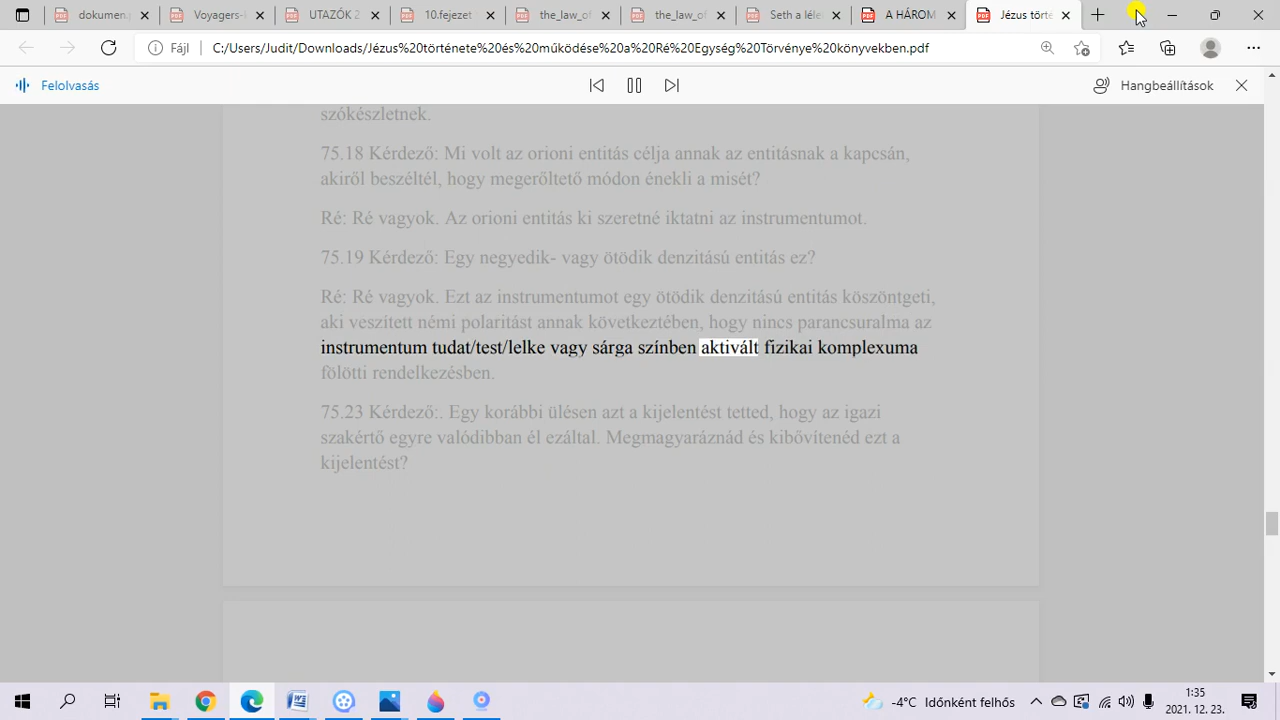 dokumen
Voyagers-
UTAZÓK 2
10.fejezet
the_law_of
the_law_of
Seth a léle
A HÁROM
Jézus törté
Fájl
C:/Users/Judit/Downloads/Jézus%20története%20és%20működése%20a%20Ré%20Egység%20Törvénye%20könyvekben.pdf
Felolvasás
Hangbeállítások
szókészletnek.
75.18 Kérdező: Mi volt az orioni entitás célja annak az entitásnak a kapcsán,
akiről beszéltél, hogy megerőltető módon énekli a misét?
Ré: Ré vagyok. Az orioni entitás ki szeretné iktatni az instrumentumot.
75.19 Kérdező: Egy negyedik- vagy ötödik denzitású entitás ez?
Ré: Ré vagyok. Ezt az instrumentumot egy ötödik denzitású entitás köszöntgeti,
aki veszített némi polaritást annak következtében, hogy nincs parancsuralma az
instrumentum tudat/test/lelke vagy sárga színben aktivált fizikai komplexuma
fölötti rendelkezésben.
75.23 Kérdező:. Egy korábbi ülésen azt a kijelentést tetted, hogy az igazi
szakértő egyre valódibban él ezáltal. Megmagyaráznád és kibővítenéd ezt a
kijelentést?
-4°C Időnként felhős
1:35
2021. 12. 23.